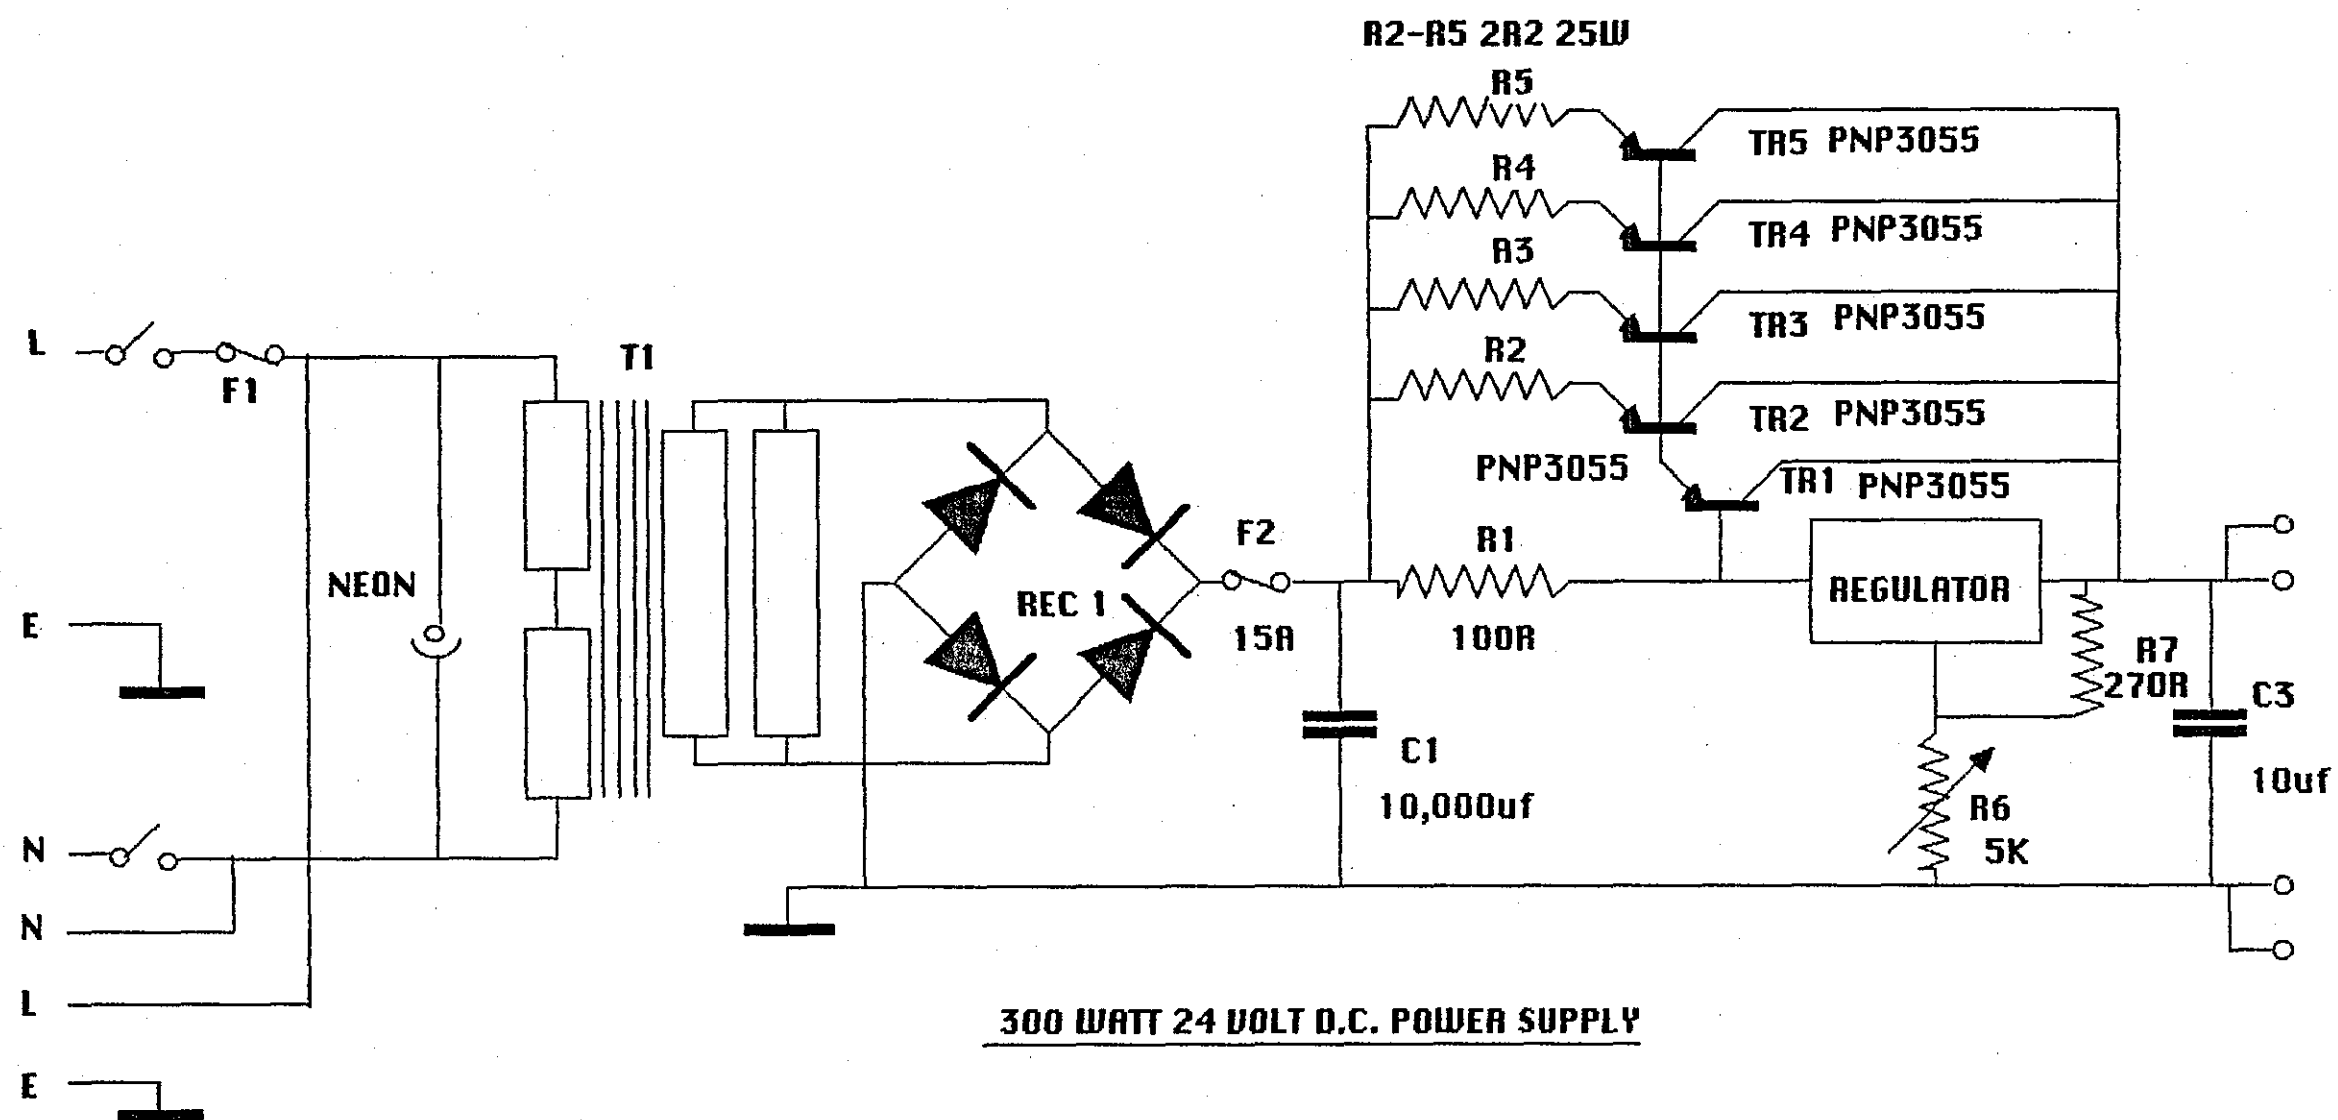 R2-R5 2R2 25W
R5
TR5 PNP3055
R4
TR4 PNP3055
R3
TR3 PNP3055
R2
TR2 PNP3055
PNP3055
TR1 PNP3055
L
F1
T1
NEON
E
REC 1
F2
15A
R1
100R
REGULATOR
R7
270R
C3
10uf
C1
10,000uf
R6
5K
N
N
L
E
300 WATT 24 VOLT D.C. POWER SUPPLY